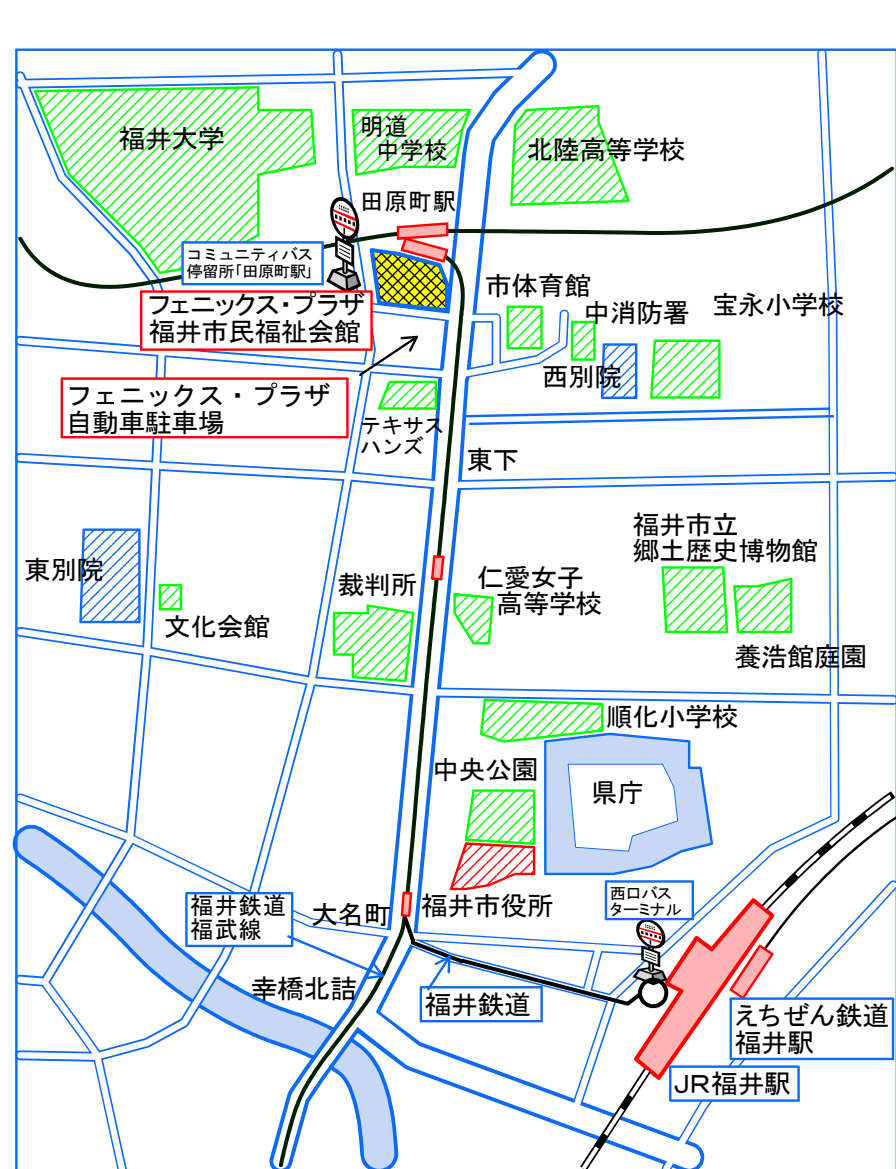 福井大学
明道
中学校
北陸高等学校
田原町駅
コミュニティバス
停留所「田原町駅」
フェニックス・プラザ
福井市民福祉会館
市体育館
中消防署
宝永小学校
西別院
フェニックス・プラザ
自動車駐車場
テキサス
ハンズ
東下
東別院
文化会館
裁判所
仁愛女子
高等学校
福井市立
郷土歴史博物館
養浩館庭園
順化小学校
中央公園
県庁
福井鉄道
福武線
大名町
福井市役所
西口バス
ターミナル
幸橋北詰
福井鉄道
えちぜん鉄道
福井駅
JR福井駅